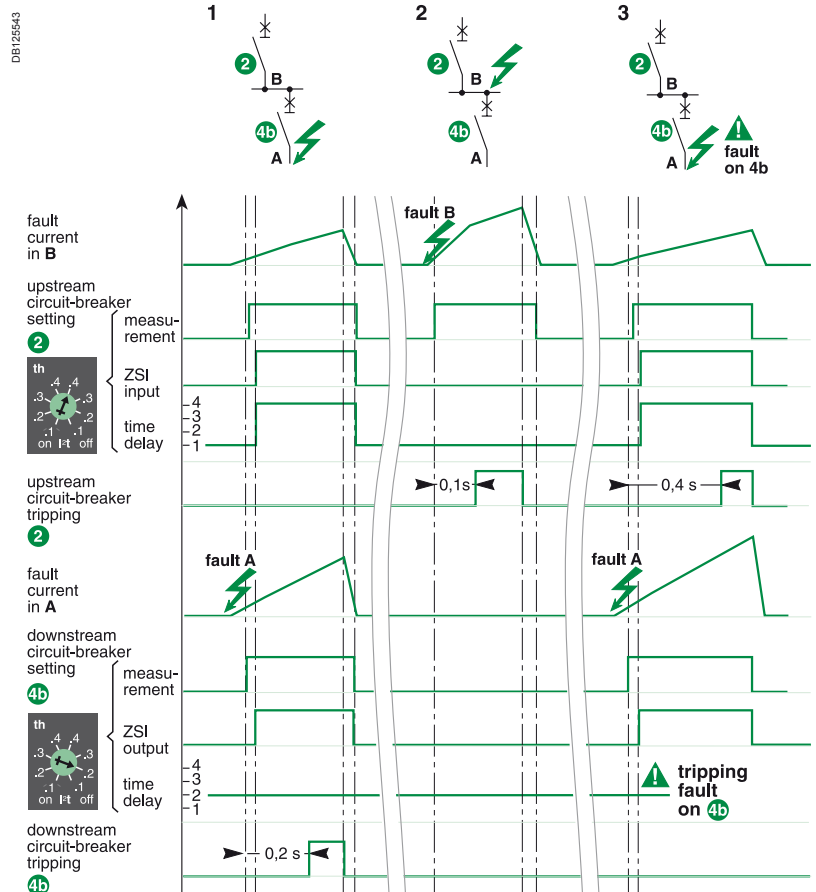 DB125543
1
2
3
2
B
4b
A
2
B
4b
A
2
B
4b
A
fault
on 4b
fault
current
in B
fault B
upstream
circuit-breaker
setting
2
measu-
rement
th
.4 .4
.3 .3
.2 .2
.1 .1
on I²t off
ZSI
input
time
delay
4
3
2
1
upstream
circuit-breaker
tripping
2
0,1s
0,4 s
fault
current
in A
fault A
fault A
downstream
circuit-breaker
setting
4b
measu-
rement
th
.4 .4
.3 .3
.2 .2
.1 .1
on I²t off
ZSI
output
time
delay
4
3
2
1
tripping
fault
on 4b
downstream
circuit-breaker
tripping
4b
0,2 s